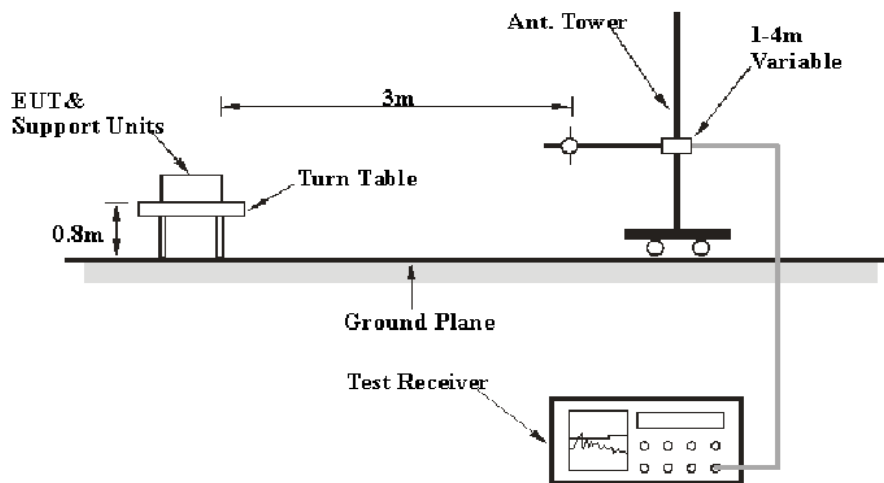 Ant. Tower
1-4m
Variable
3m
EUT&
Support Units
Turn Table
0.8m
Ground Plane
Test Receiver